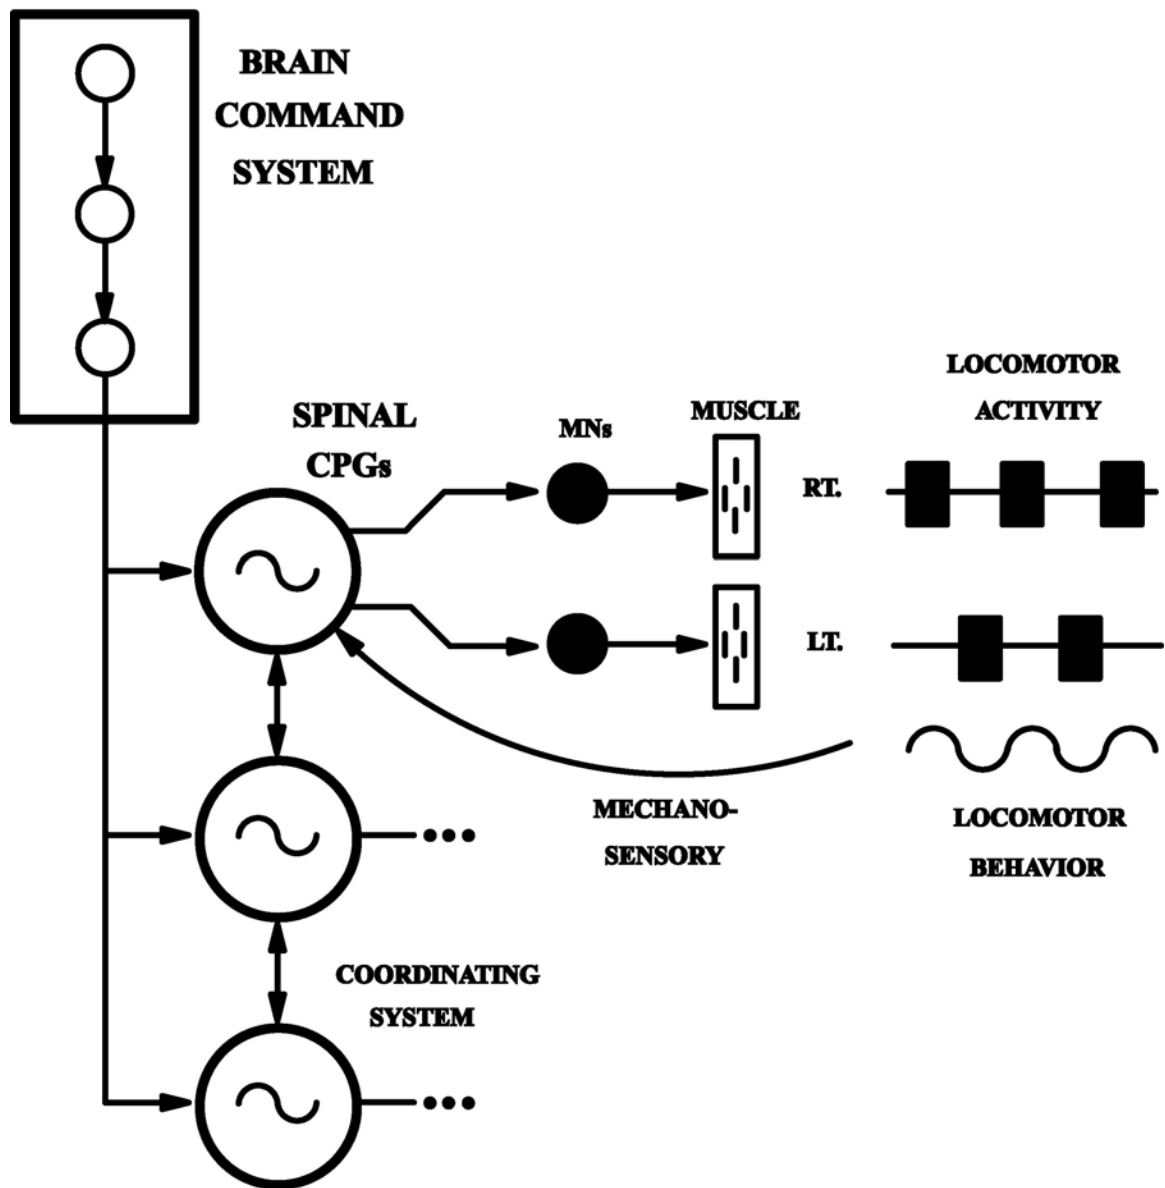 BRAIN
COMMAND
SYSTEM
SPINAL
CPGs
MNs
MUSCLE
LOCOMOTOR
ACTIVITY
RT.
LT.
MECHANO-
SENSORY
LOCOMOTOR
BEHAVIOR
COORDINATING
SYSTEM